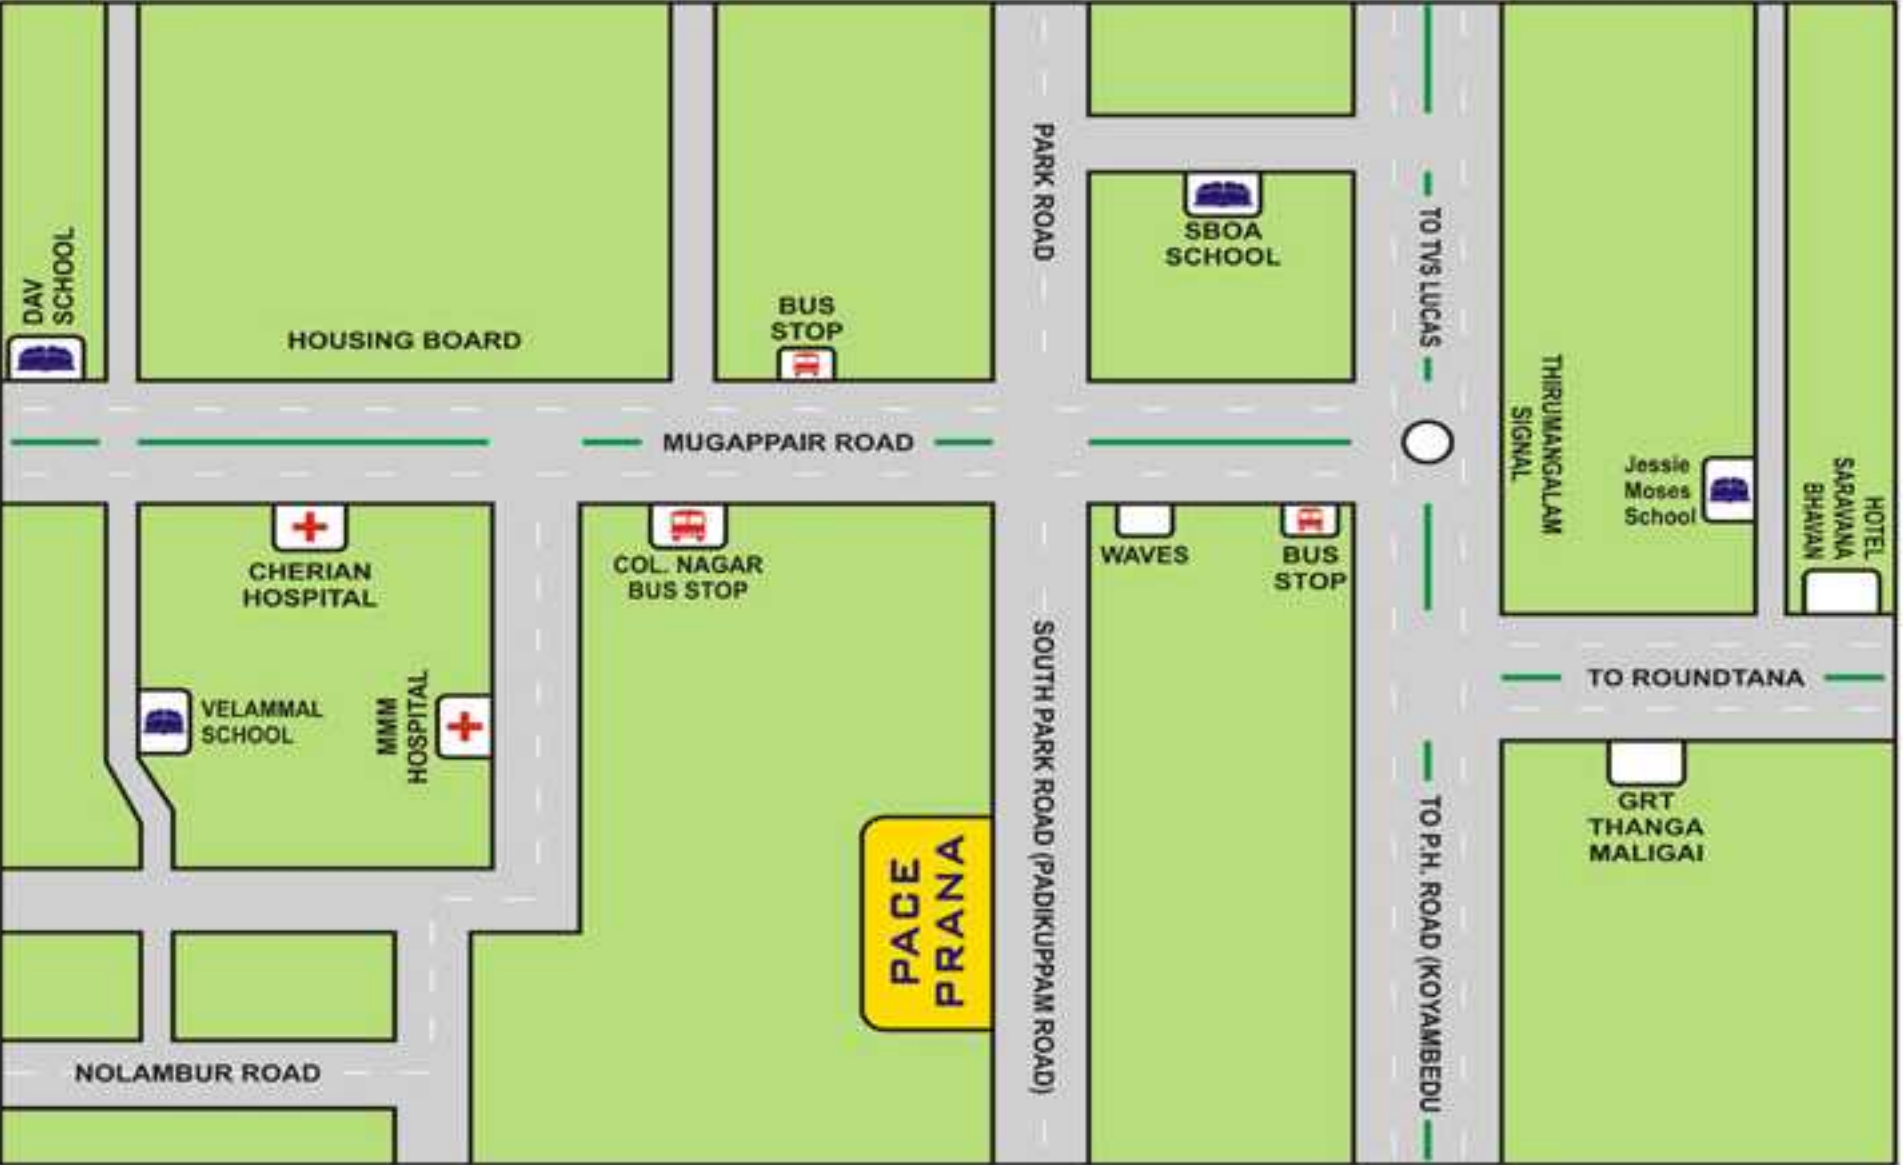 DAV
SCHOOL
HOUSING BOARD
BUS
STOP
PARK ROAD
SBOA
SCHOOL
TO TVS LUCAS
THIRUMANGALAM
SIGNAL
Jessie
Moses
School
HOTEL
SARAVANA
BHAVAN
MUGAPPAIR ROAD
CHERIAN
HOSPITAL
COL. NAGAR
BUS STOP
WAVES
BUS
STOP
VELAMMAL
SCHOOL
MMM
HOSPITAL
SOUTH PARK ROAD (PADIKUPPAM ROAD)
TO ROUNDTANA
GRT
THANGA
MALIGAI
PACE
PRANA
TO P.H. ROAD (KOYAMBEDU
NOLAMBUR ROAD